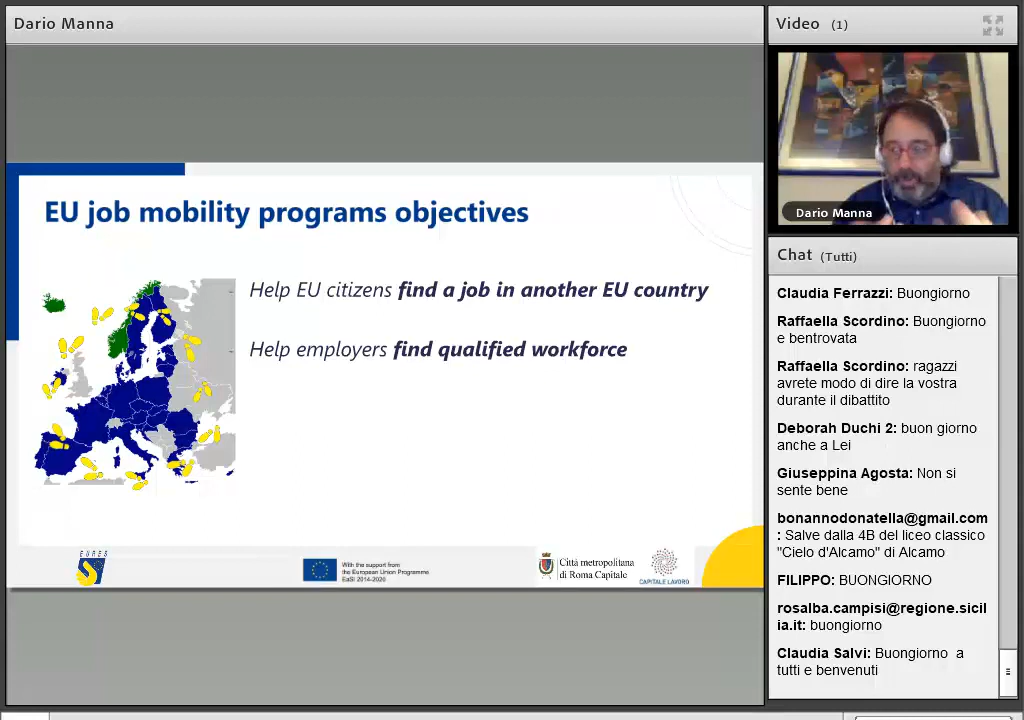 Dario Manna
Video (1)
Dario Manna
EU job mobility programs objectives
Help EU citizens find a job in another EU country
Help employers find qualified workforce
EURES
With the support from
the European Union Programme
EaSI 2014-2020
Città metropolitana
di Roma Capitale
CAPITALE LAVORO
Chat (Tutti)
Claudia Ferrazzi: Buongiorno
Raffaella Scordino: Buongiorno
e bentrovata
Raffaella Scordino: ragazzi
avrete modo di dire la vostra
durante il dibattito
Deborah Duchi 2: buon giorno
anche a Lei
Giuseppina Agosta: Non si
sente bene
bonannodonatella@gmail.com
: Salve dalla 4B del liceo classico
"Cielo d'Alcamo" di Alcamo
FILIPPO: BUONGIORNO
rosalba.campisi@regione.sicil
ia.it: buongiorno
Claudia Salvi: Buongiorno a
tutti e benvenuti